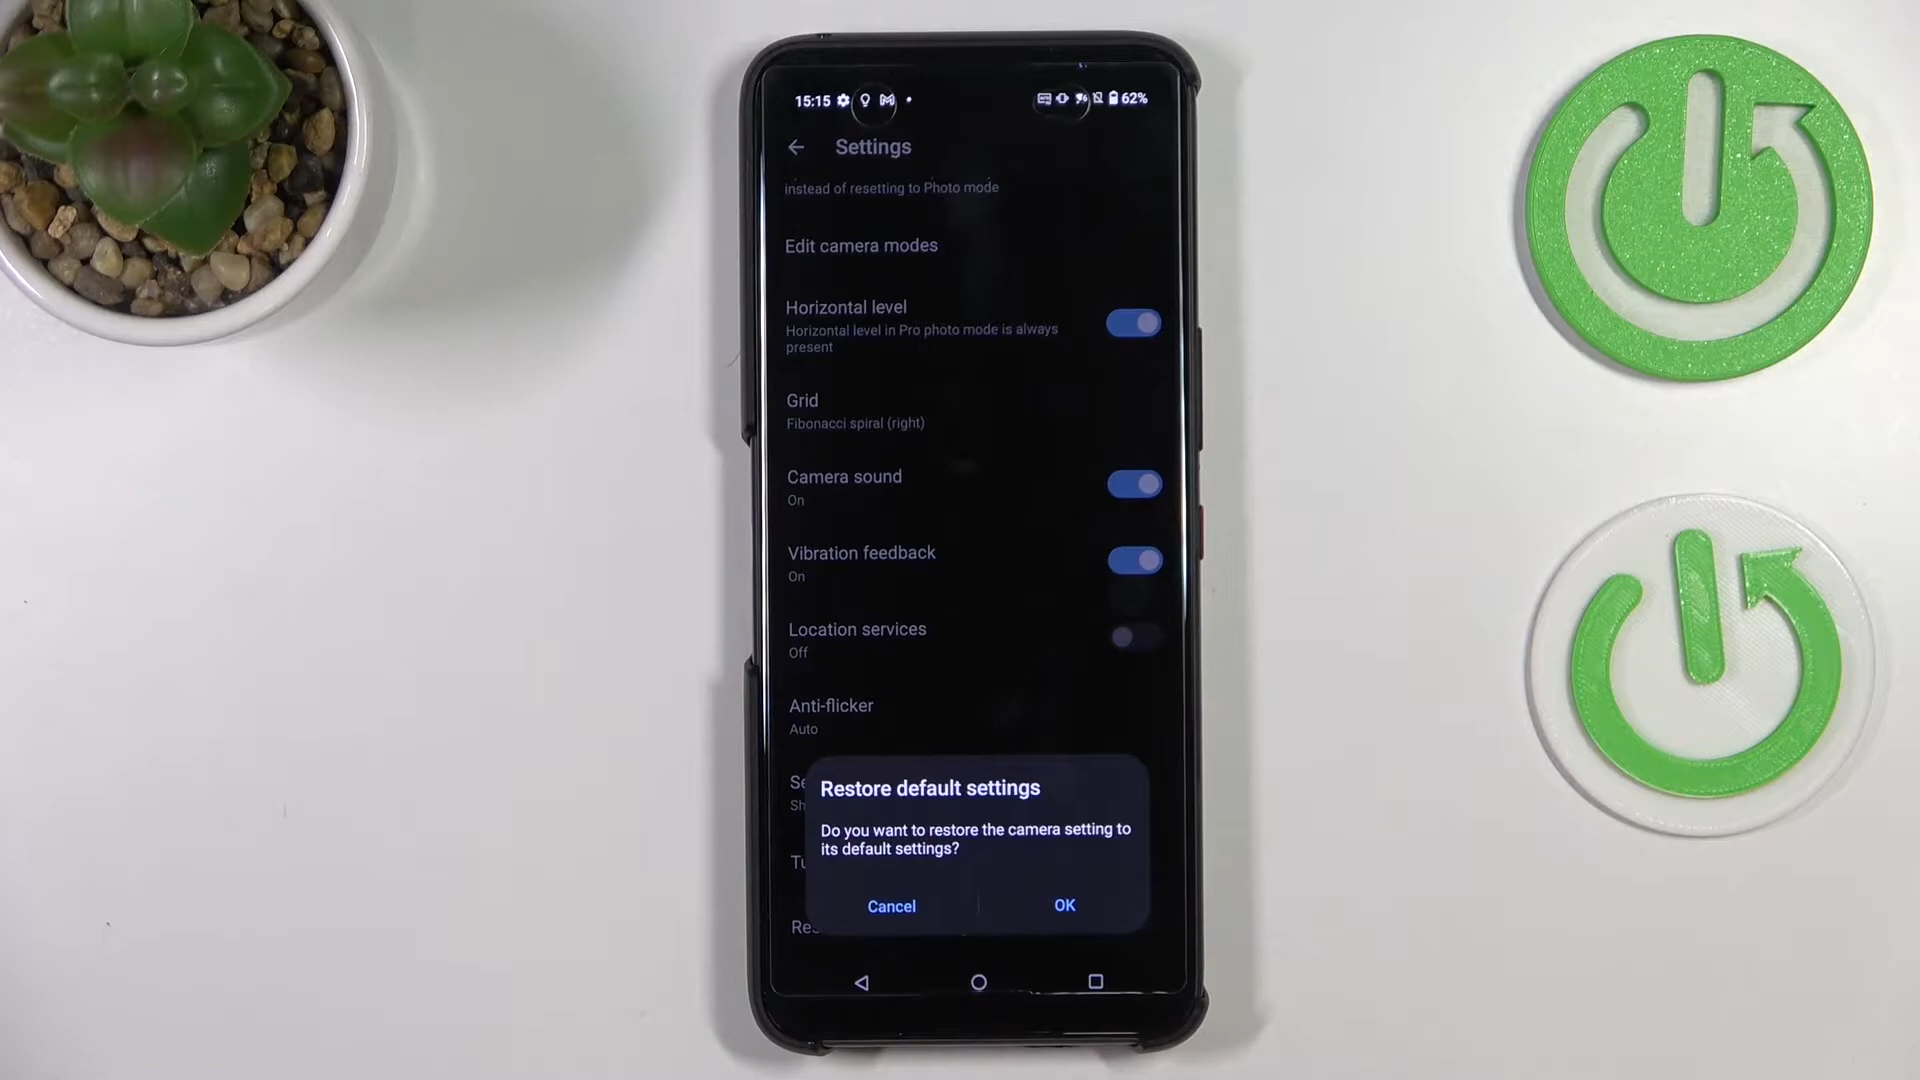 15:15 62%
Settings
instead of resetting to Photo mode
Edit camera modes
Horizontal level
Horizontal level in Pro photo mode is always
present
Grid
Fibonacci spiral (right)
Camera sound
On
Vibration feedback
On
Location services
Off
Anti-flicker
Auto
Se
Sh
Tu
Res
Restore default settings
Do you want to restore the camera setting to
its default settings?
Cancel OK